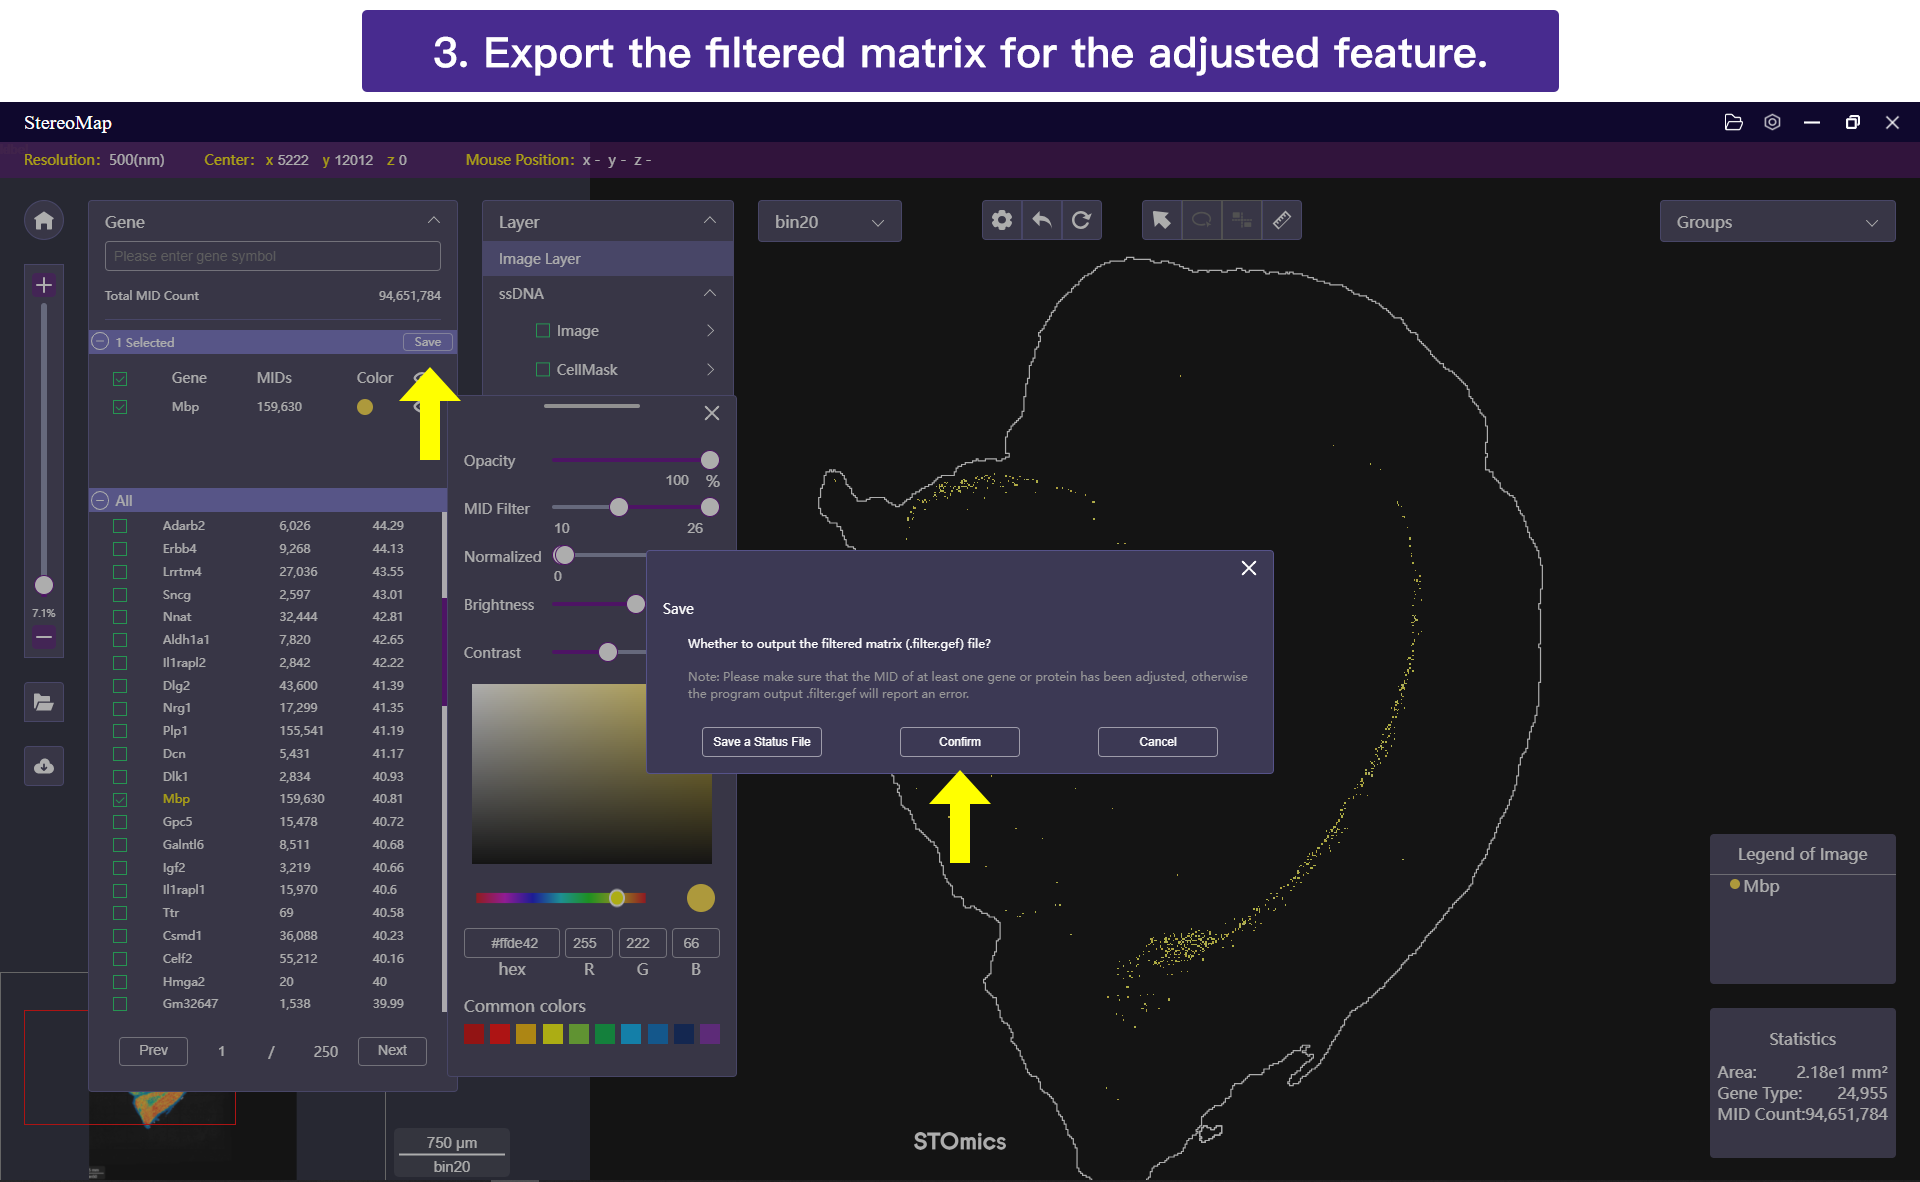 3. Export the filtered matrix for the adjusted feature.
StereoMap
Resolution: 500(nm) Center: x 5222 y 12012 z 0 Mouse Position: x - y - z -
Gene
Please enter gene symbol
Total MID Count 94,651,784
1 Selected Save
Gene MIDs Color
Mbp 159,630
All
Adarb2 6,026 44.29
Erbb4 9,268 44.13
Lrrtm4 27,036 43.55
Sncg 2,597 43.01
Nnat 32,444 42.81
Aldh1a1 7,820 42.65
Il1rapl2 2,842 42.22
Dlg2 43,600 41.39
Nrg1 17,299 41.35
Plp1 155,541 41.19
Dcn 5,431 41.17
Dlk1 2,834 40.93
Mbp 159,630 40.81
Gpc5 15,478 40.72
Galntl6 8,511 40.68
Igf2 3,219 40.66
Il1rapl1 15,970 40.6
Ttr 69 40.58
Csmd1 36,088 40.23
Celf2 55,212 40.16
Hmga2 20 40
Gm32647 1,538 39.99
Prev 1 / 250 Next
7.1%
Layer
Image Layer
ssDNA
Image
CellMask
Opacity
100 %
MID Filter
10 26
Normalized
0
Brightness
Contrast
#ffde42 255 222 66
hex R G B
Common colors
bin20
Groups
Save
Whether to output the filtered matrix (.filter.gef) file?
Note: Please make sure that the MID of at least one gene or protein has been adjusted, otherwise
the program output .filter.gef will report an error.
Save a Status File Confirm Cancel
Legend of Image
Mbp
Statistics
Area: 2.18e1 mm²
Gene Type: 24,955
MID Count:94,651,784
750 μm
bin20
STOmics